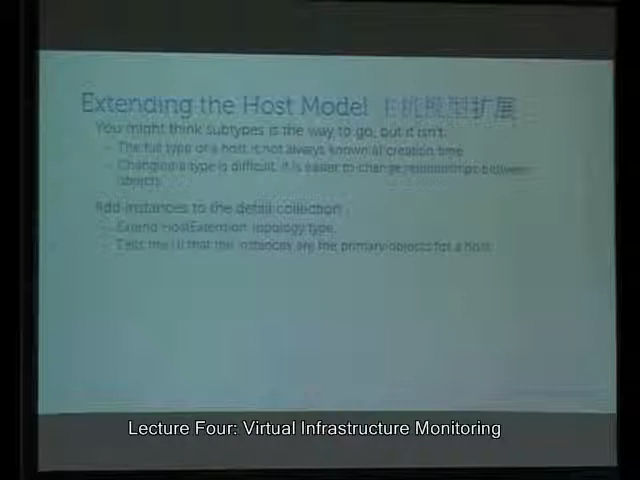 Extending the Host Model 主机模型扩展
You might think subtypes is the way to go, but it isn't.
– The full type of a host is not always known at creation time
– Changing a type is difficult, it is easier to change relationships between
objects.
Add instances to the detail collection
– Extend HostExtension topology type.
– Tells the UI that the instances are the primary objects for a host.
Lecture Four: Virtual Infrastructure Monitoring